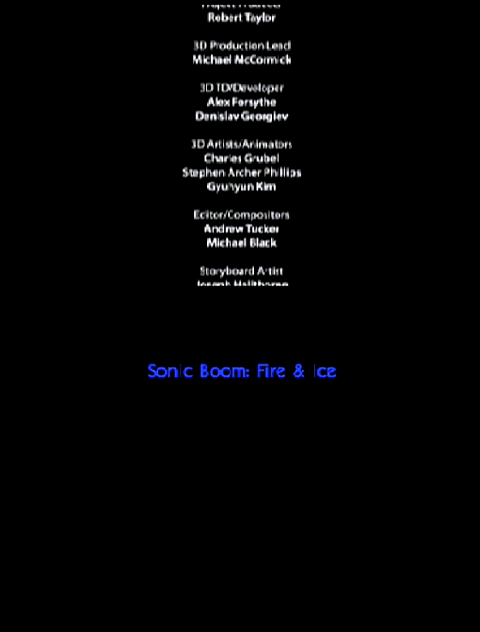 Robert Taylor
3D Production Lead
Michael McCormick
3D TD/Developer
Alex Forsythe
Denislav Georgiev
3D Artists/Animators
Charles Grubel
Stephen Archer Phillips
Gyuhyun Kim
Editor/Compositors
Andrew Tucker
Michael Black
Storyboard Artist
Joseph
Sonic Boom: Fire & Ice